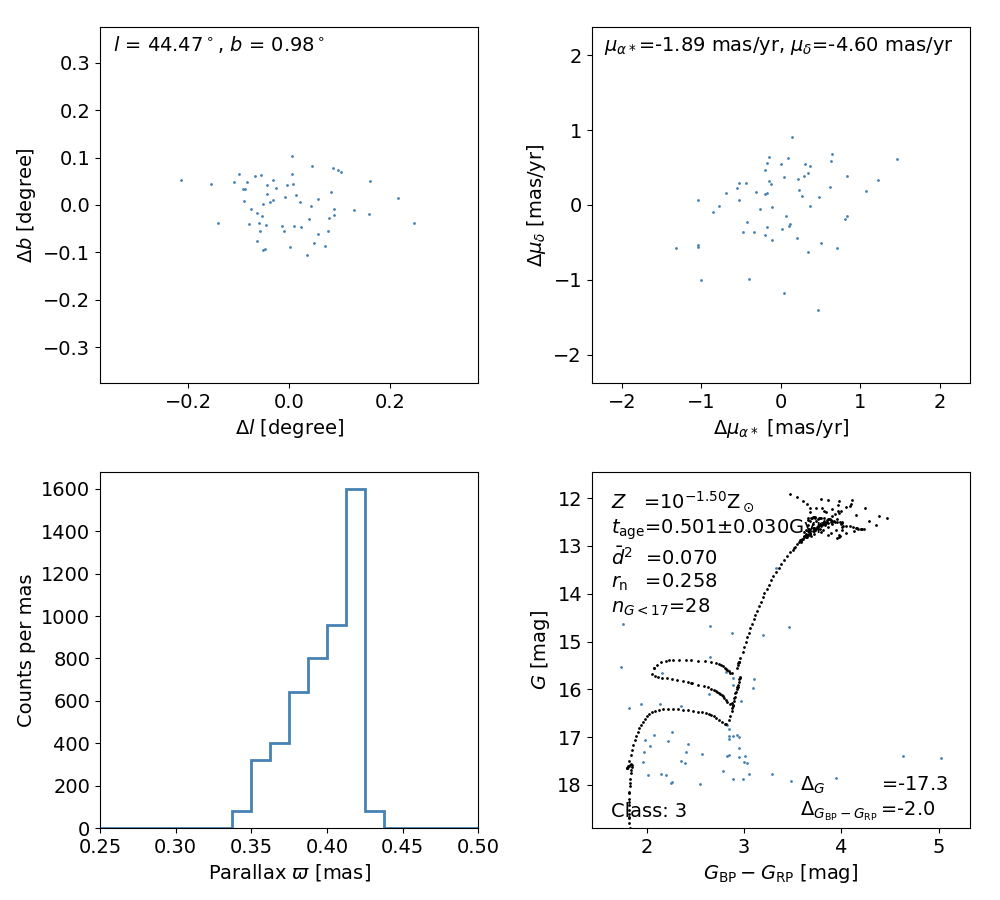 l = 44.47°, b = 0.98°
0.3
0.2
0.1
0.0
−0.1
−0.2
−0.3
Δb [degree]
−0.2 0.0 0.2
Δl [degree]
μα*=-1.89 mas/yr, μδ=-4.60 mas/yr
2
1
0
−1
−2
Δμδ [mas/yr]
−2 −1 0 1 2
Δμα* [mas/yr]
1600
1400
1200
1000
800
600
400
200
0
Counts per mas
0.25 0.30 0.35 0.40 0.45 0.50
Parallax ϖ [mas]
Z =10^−1.50 Z⊙
tage=0.501±0.030G
d̄² =0.070
rn =0.258
nG<17=28
12
13
14
15
16
17
18
G [mag]
ΔG =-17.3
Class: 3
ΔGBP−GRP =-2.0
2 3 4 5
GBP − GRP [mag]